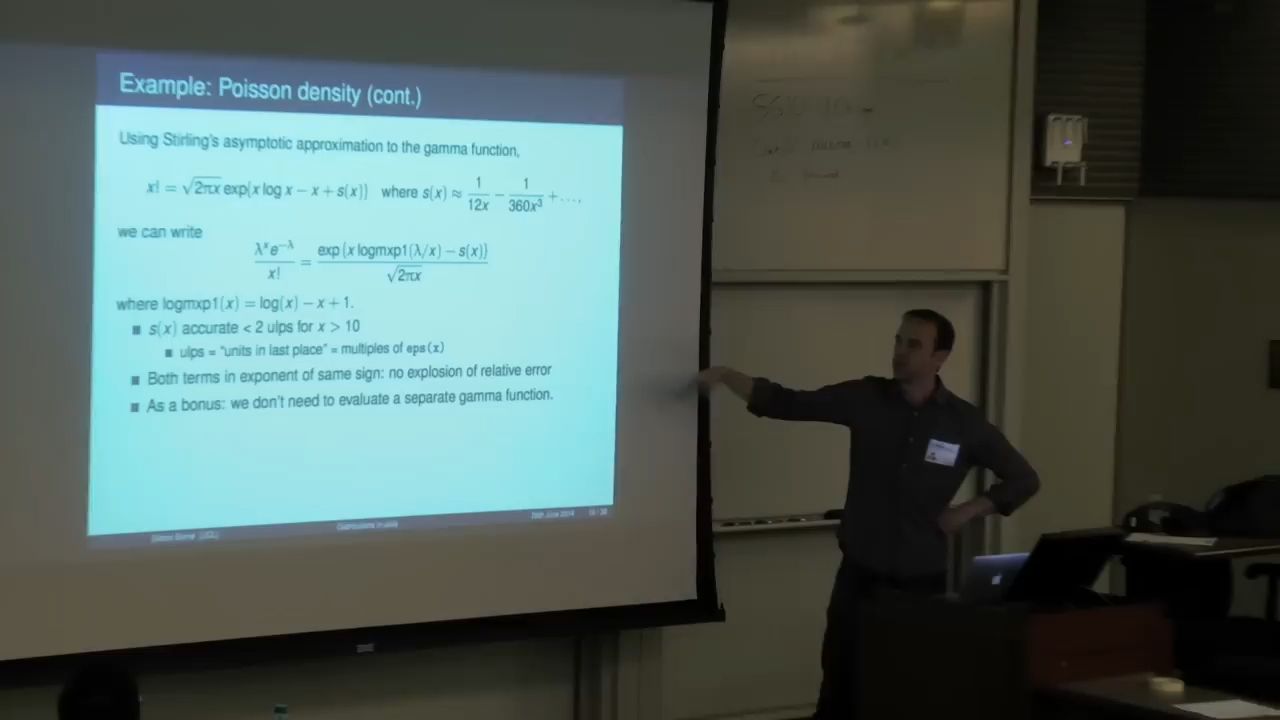 Example: Poisson density (cont.)
Using Stirling's asymptotic approximation to the gamma function,
x! = √2πx exp{x log x − x + s(x)} where s(x) ≈ 1/12x − 1/360x³ + . . . ,
we can write
λˣe^−λ / x! = exp{x logmxp1(λ/x) − s(x)} / √2πx
where logmxp1(x) = log(x) − x + 1.
■ s(x) accurate < 2 ulps for x > 10
■ ulps = "units in last place" = multiples of eps(x)
■ Both terms in exponent of same sign: no explosion of relative error
■ As a bonus: we don't need to evaluate a separate gamma function.